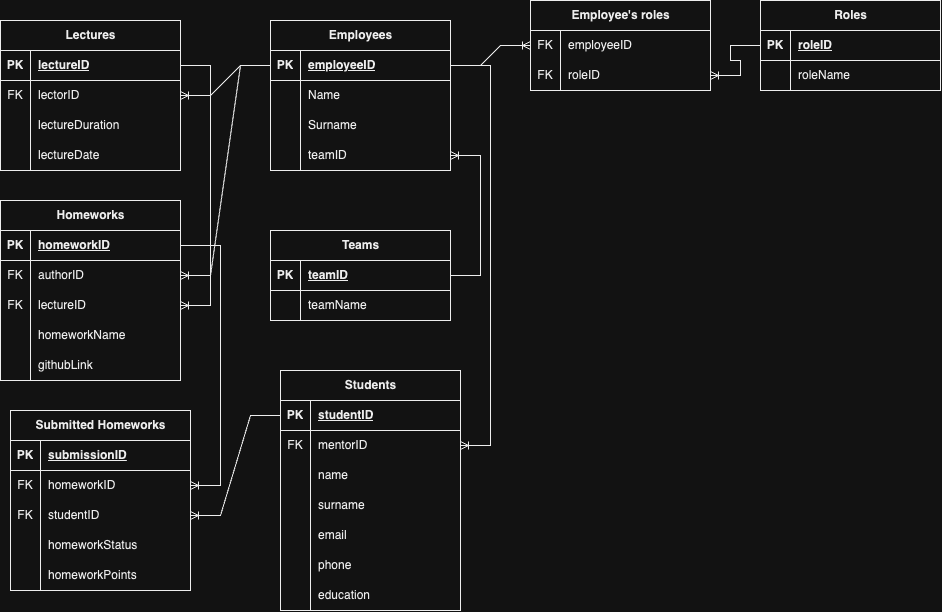 Lectures
PK lectureID
FK lectorID
lectureDuration
lectureDate
Employees
PK employeeID
Name
Surname
teamID
Employee's roles
FK employeeID
FK roleID
Roles
PK roleID
roleName
Homeworks
PK homeworkID
FK authorID
FK lectureID
homeworkName
githubLink
Teams
PK teamID
teamName
Submitted Homeworks
PK submissionID
FK homeworkID
FK studentID
homeworkStatus
homeworkPoints
Students
PK studentID
FK mentorID
name
surname
email
phone
education